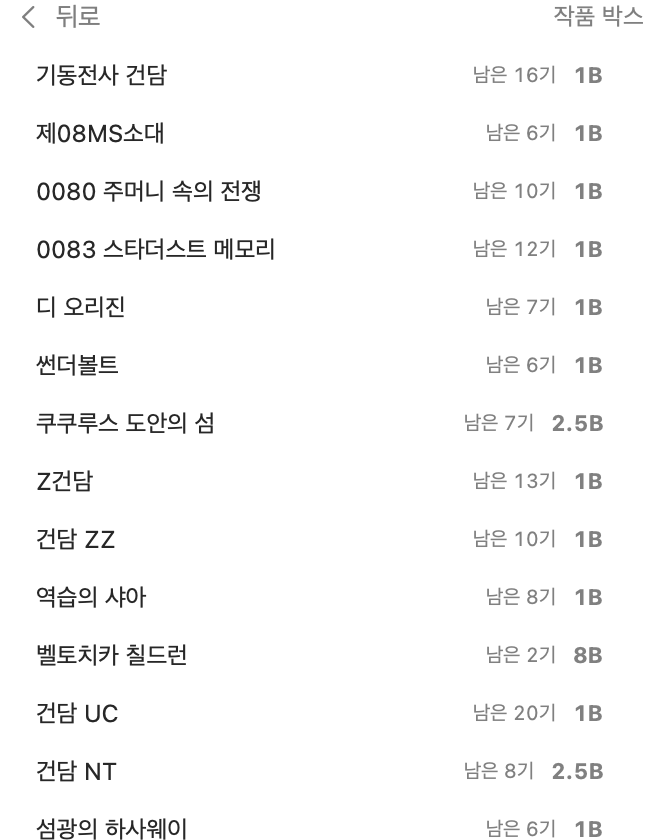 뒤로 작품 박스
기동전사 건담 남은 16기 1B
제08MS소대 남은 6기 1B
0080 주머니 속의 전쟁 남은 10기 1B
0083 스타더스트 메모리 남은 12기 1B
디 오리진 남은 7기 1B
썬더볼트 남은 6기 1B
쿠쿠루스 도안의 섬 남은 7기 2.5B
Z건담 남은 13기 1B
건담 ZZ 남은 10기 1B
역습의 샤아 남은 8기 1B
벨토치카 칠드런 남은 2기 8B
건담 UC 남은 20기 1B
건담 NT 남은 8기 2.5B
섬광의 하사웨이 남은 6기 1B